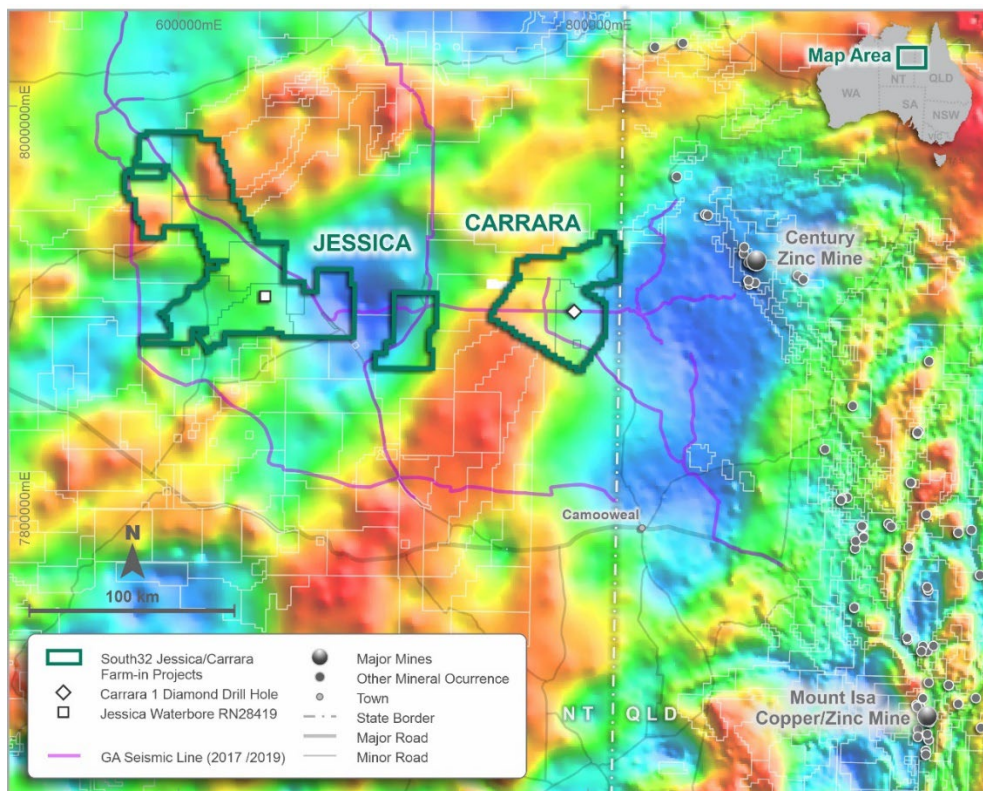 600000mE
800000mE
8000000mE
7800000mE
Map Area
WA
NT
QLD
SA
NSW
VIC
JESSICA
CARRARA
Century
Zinc Mine
Camooweal
N
100 km
NT QLD
Mount Isa
Copper/Zinc Mine
South32 Jessica/Carrara
Farm-in Projects
Carrara 1 Diamond Drill Hole
Jessica Waterbore RN28419
GA Seismic Line (2017 /2019)
Major Mines
Other Mineral Ocurrence
Town
State Border
Major Road
Minor Road